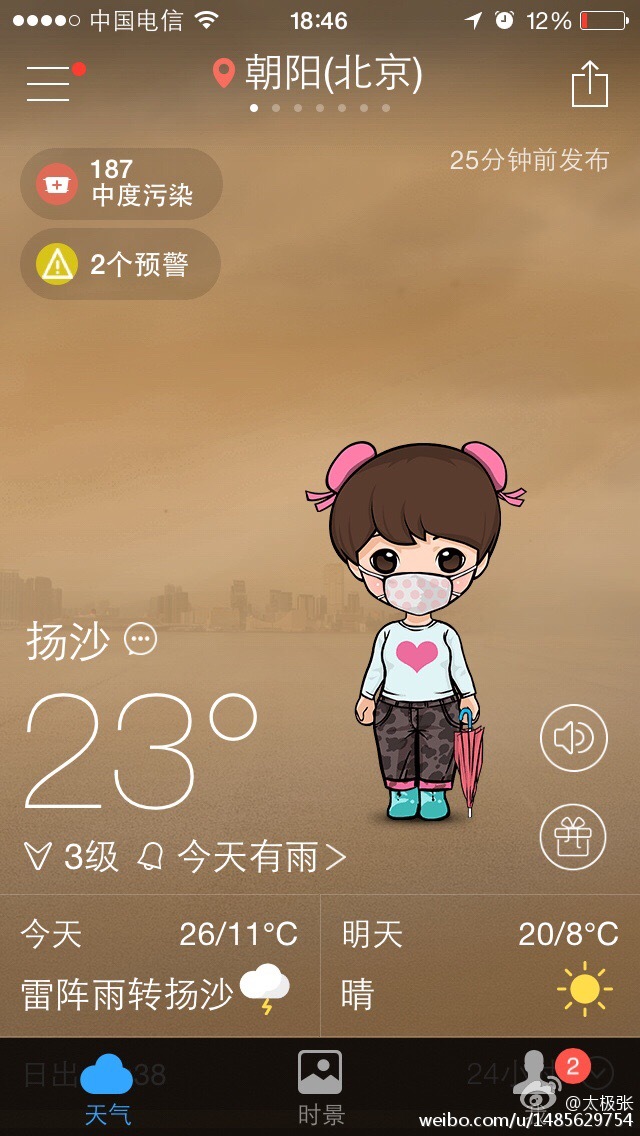 中国电信 18:46 12%
朝阳(北京)
25分钟前发布
187
中度污染
2个预警
扬沙
23°
3级 今天有雨>
今天 26/11°C
雷阵雨转扬沙
明天 20/8°C
晴
日出 38 24小
天气
时景
2
@太极张
weibo.com/u/1485629754